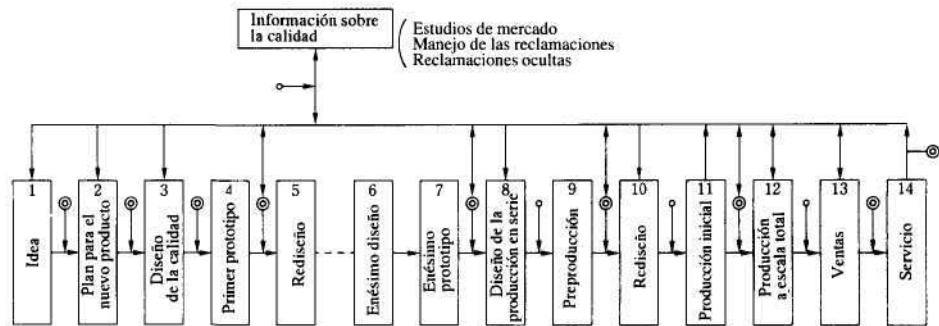 Información sobre
la calidad
Estudios de mercado
Manejo de las reclamaciones
Reclamaciones ocultas
1
Idea
2
Plan para el
nuevo producto
3
Diseño
de la calidad
4
Primer prototipo
5
Rediseño
6
Enésimo diseño
7
Enésimo
prototipo
8
Diseño de la
producción en serie
9
Preproducción
10
Rediseño
11
Producción inicial
12
Producción
a escala total
13
Ventas
14
Servicio